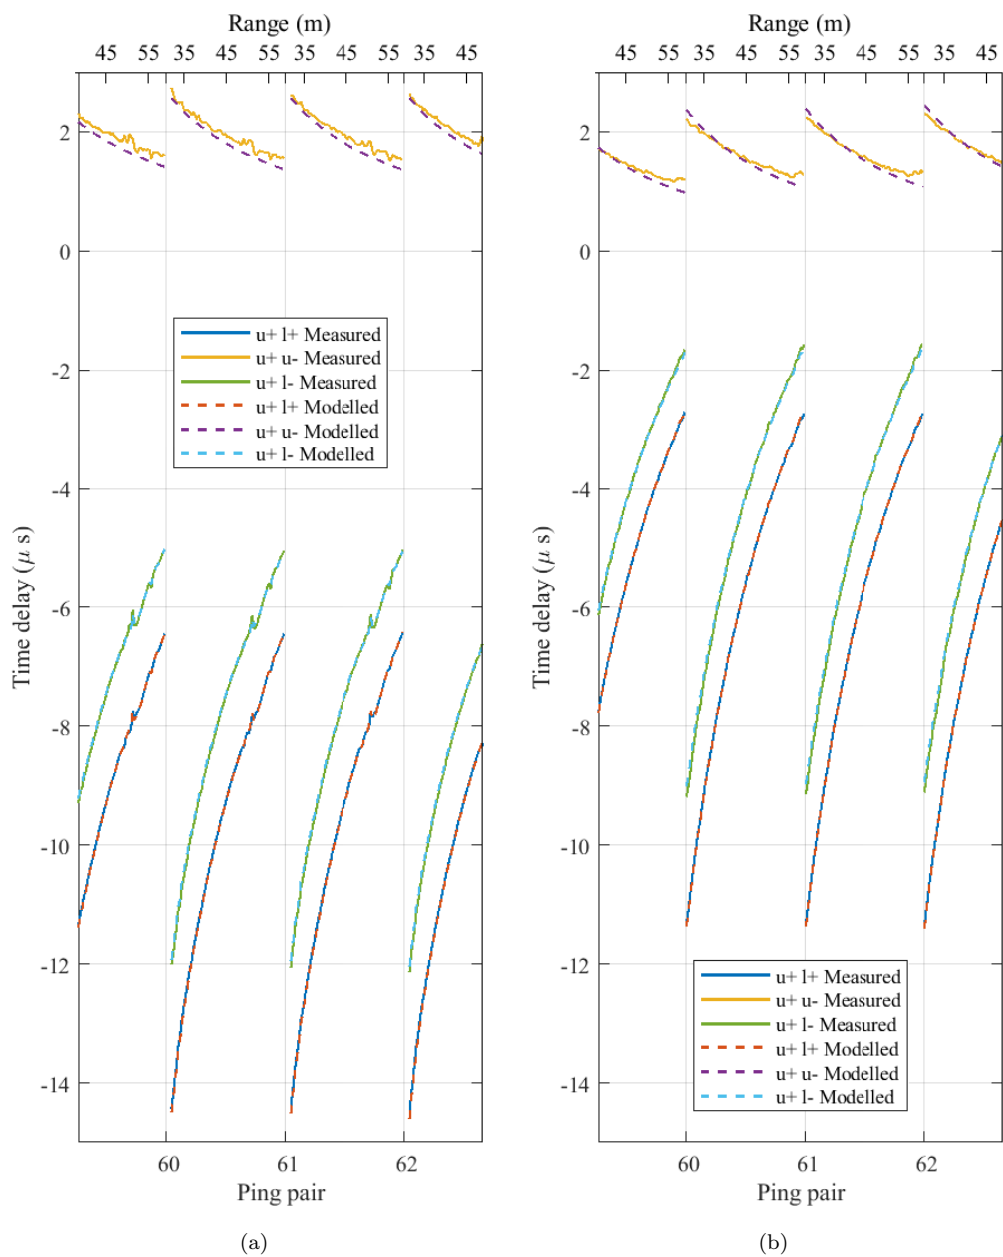 Range (m)
45 55 35 45 55 35 45 55 35 45
2
0
-2
-4
-6
-8
-10
-12
-14
Time delay (μ s)
u+ l+ Measured
u+ u- Measured
u+ l- Measured
u+ l+ Modelled
u+ u- Modelled
u+ l- Modelled
60 61 62
Ping pair
(a)
Range (m)
45 55 35 45 55 35 45 55 35 45
2
0
-2
-4
-6
-8
-10
-12
-14
Time delay (μ s)
u+ l+ Measured
u+ u- Measured
u+ l- Measured
u+ l+ Modelled
u+ u- Modelled
u+ l- Modelled
60 61 62
Ping pair
(b)